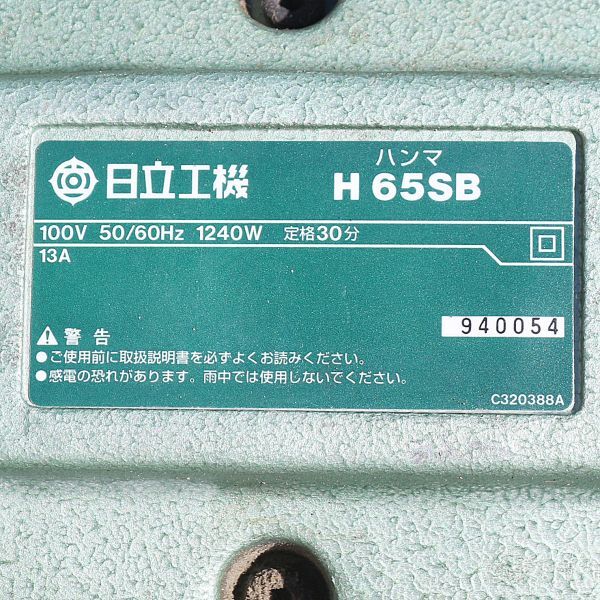 日立工機
ハンマ
H 65SB
100V 50/60Hz 1240W 定格30分
13A
940054
警告
●ご使用前に取扱説明書を必ずよくお読みください。
●感電の恐れがあります。雨中では使用しないでください。
C320388A